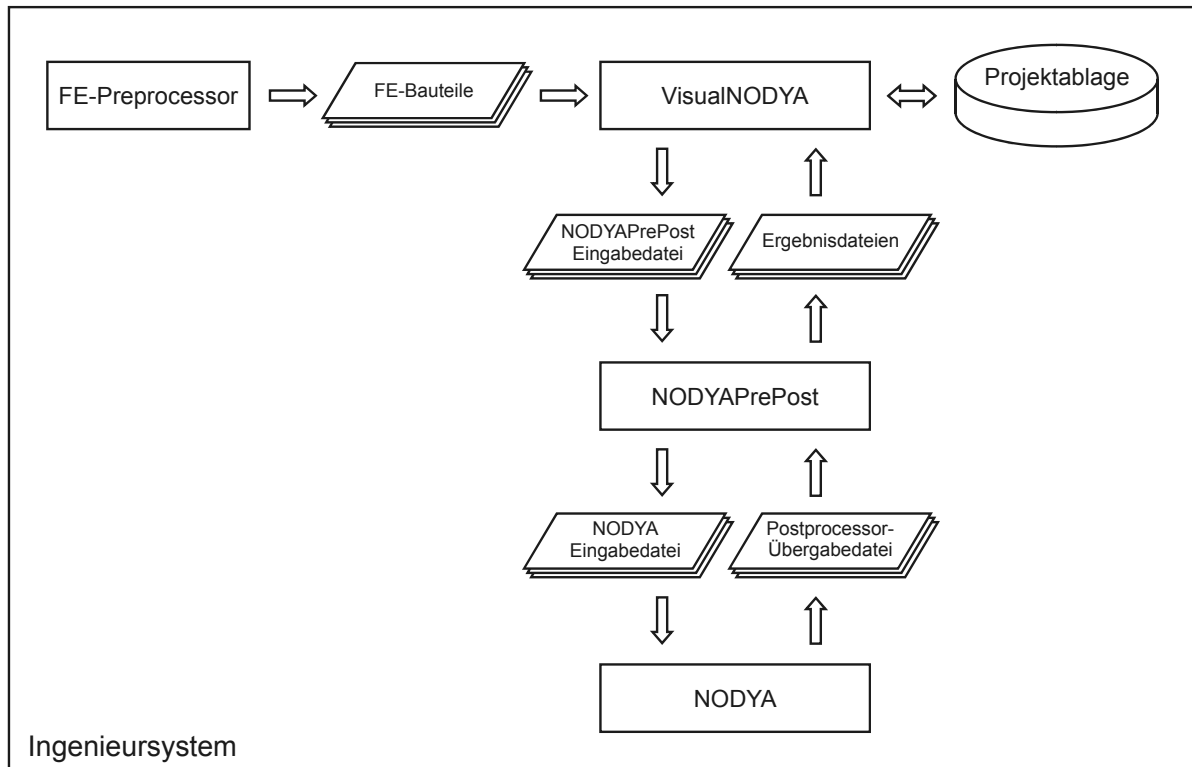 FE-Preprocessor
FE-Bauteile
VisualNODYA
Projektablage
NODYAPrePost
Eingabedatei
Ergebnisdateien
NODYAPrePost
NODYA
Eingabedatei
Postprocessor-
Übergabedatei
NODYA
Ingenieursystem